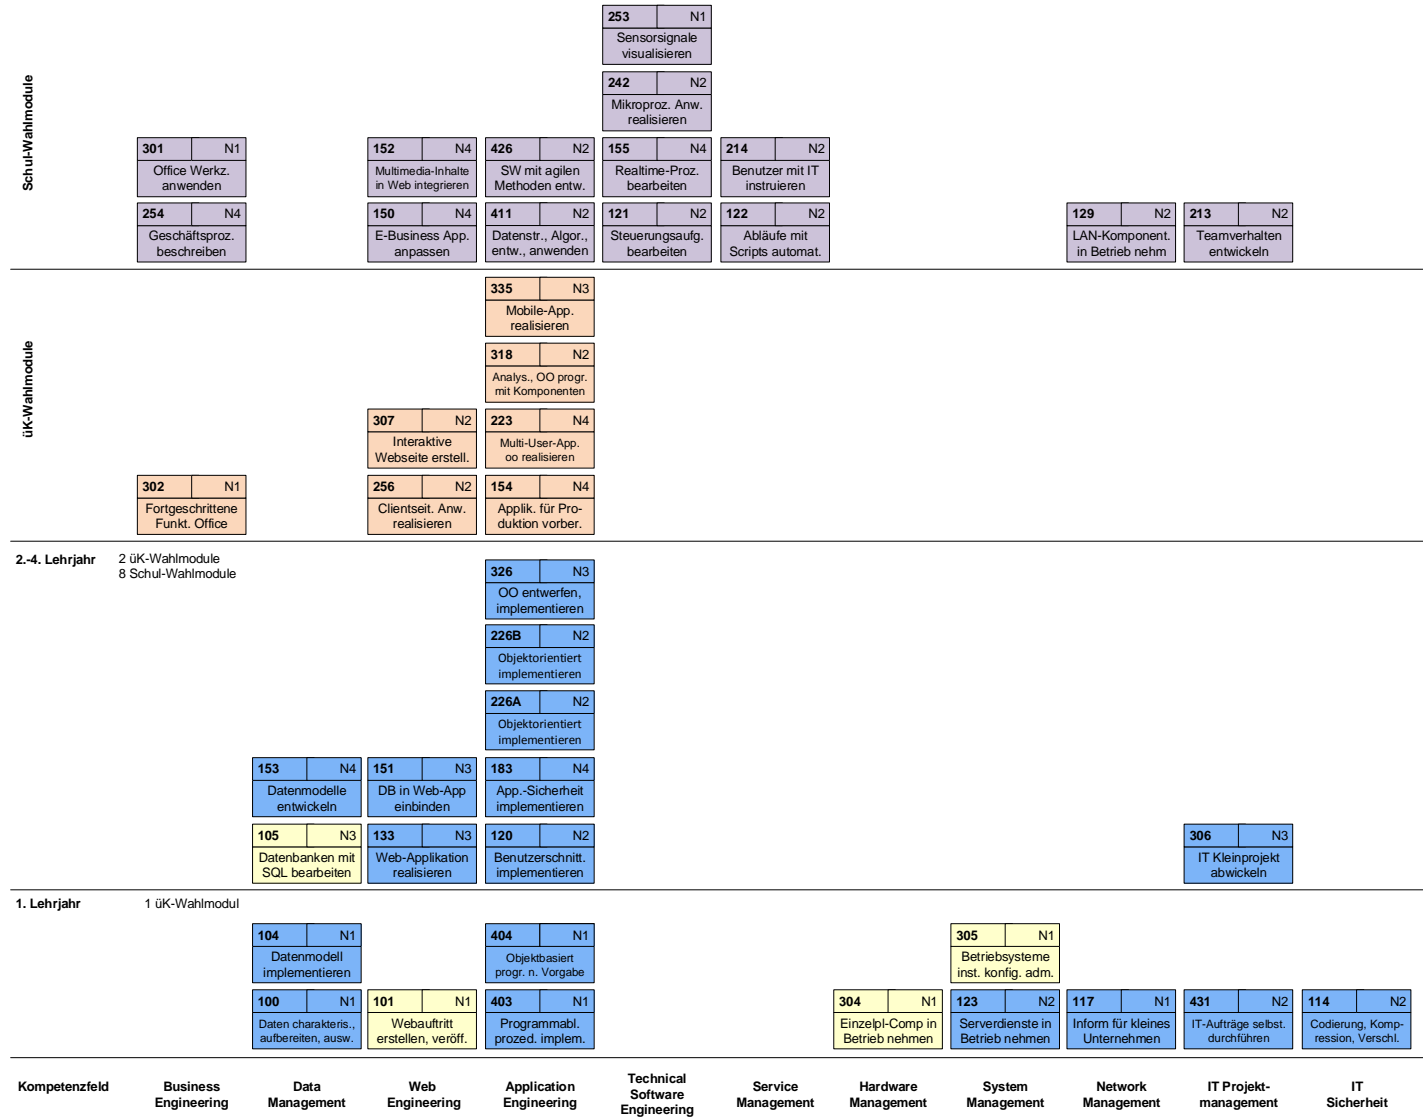 Schul-Wahlmodule
253 N1
Sensorsignale
visualisieren
242 N2
Mikroproz. Anw.
realisieren
301 N1
Office Werkz.
anwenden
152 N4
Multimedia-Inhalte
in Web integrieren
426 N2
SW mit agilen
Methoden entw.
155 N4
Realtime-Proz.
bearbeiten
214 N2
Benutzer mit IT
instruieren
254 N4
Geschäftsproz.
beschreiben
150 N4
E-Business App.
anpassen
411 N2
Datenstr., Algor.,
entw., anwenden
121 N2
Steuerungsaufg.
bearbeiten
122 N2
Abläufe mit
Scripts automat.
129 N2
LAN-Komponent.
in Betrieb nehm
213 N2
Teamverhalten
entwickeln
üK-Wahlmodule
335 N3
Mobile-App.
realisieren
318 N2
Analys., OO progr.
mit Komponenten
307 N2
Interaktive
Webseite erstell.
223 N4
Multi-User-App.
oo realisieren
302 N1
Fortgeschrittene
Funkt. Office
256 N2
Clientseit. Anw.
realisieren
154 N4
Applik. für Pro-
duktion vorber.
2.-4. Lehrjahr
2 üK-Wahlmodule
8 Schul-Wahlmodule
326 N3
OO entwerfen,
implementieren
226B N2
Objektorientiert
implementieren
226A N2
Objektorientiert
implementieren
153 N4
Datenmodelle
entwickeln
151 N3
DB in Web-App
einbinden
183 N4
App.-Sicherheit
implementieren
105 N3
Datenbanken mit
SQL bearbeiten
133 N3
Web-Applikation
realisieren
120 N2
Benutzerschnitt.
implementieren
306 N3
IT Kleinprojekt
abwickeln
1. Lehrjahr
1 üK-Wahlmodul
104 N1
Datenmodell
implementieren
404 N1
Objektbasiert
progr. n. Vorgabe
305 N1
Betriebsysteme
inst. konfig. adm.
100 N1
Daten charakteris.,
aufbereiten, ausw.
101 N1
Webauftritt
erstellen, veröff.
403 N1
Programmabl.
prozed. implem.
304 N1
Einzelpl-Comp in
Betrieb nehmen
123 N2
Serverdienste in
Betrieb nehmen
117 N1
Inform für kleines
Unternehmen
431 N2
IT-Aufträge selbst.
durchführen
114 N2
Codierung, Komp-
ression, Verschl.
Kompetenzfeld
Business
Engineering
Data
Management
Web
Engineering
Application
Engineering
Technical
Software
Engineering
Service
Management
Hardware
Management
System
Management
Network
Management
IT Projekt-
management
IT
Sicherheit